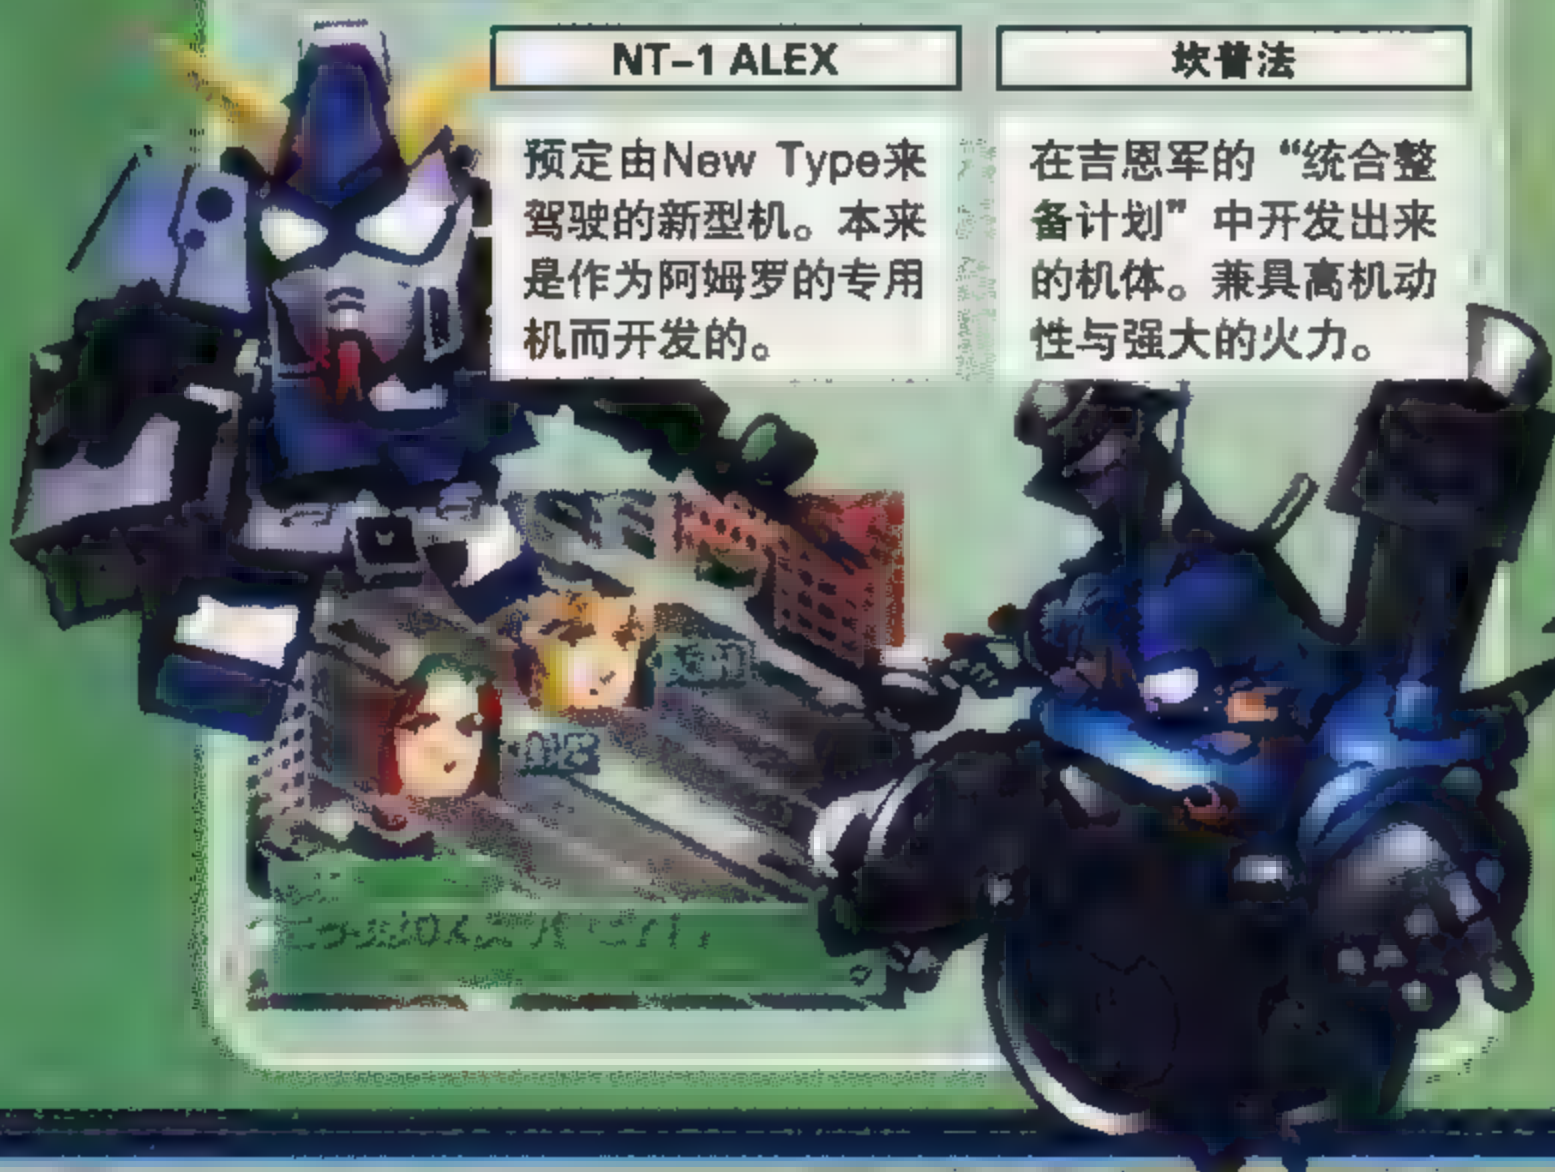 NT-1 ALEX
预定由New Type来
驾驶的新型机。本来
是作为阿姆罗的专用
机而开发的。
坎普法
在吉恩军的“统合整
备计划”中开发出来
的机体。兼具高机动
性与强大的火力。